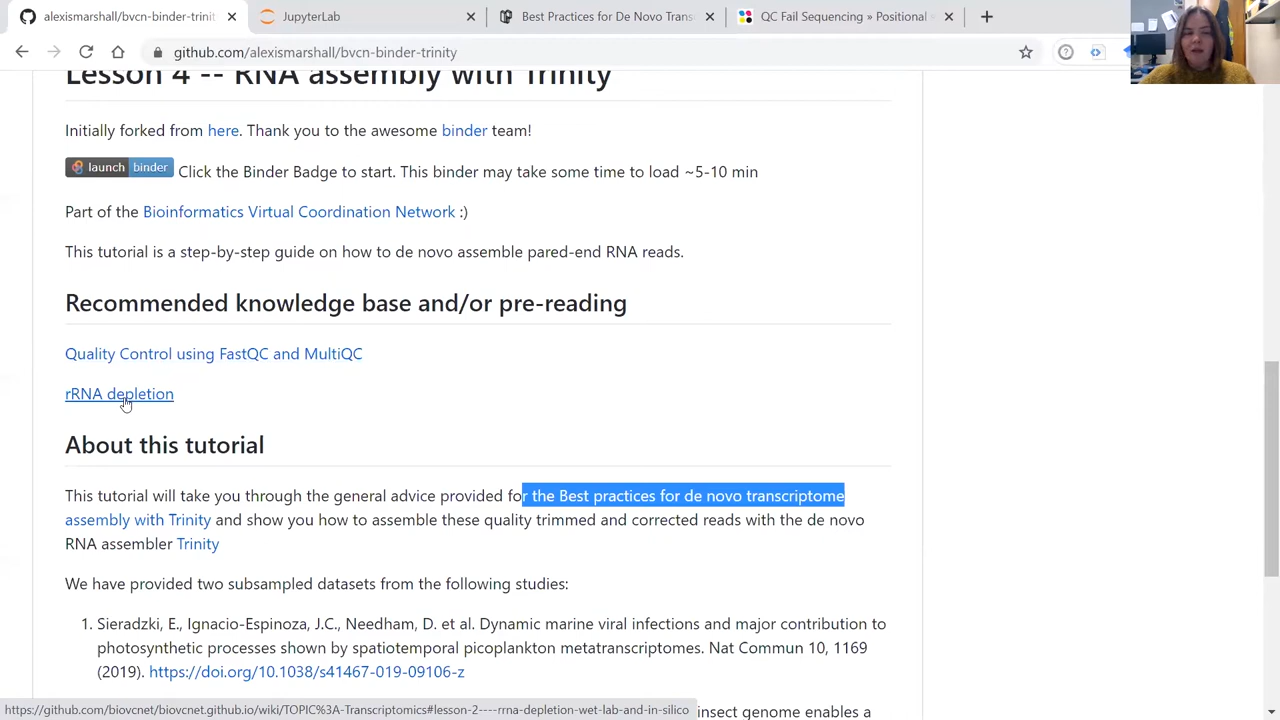 alexismarshall/bvcn-binder-trinit
JupyterLab
Best Practices for De Novo Trans
QC Fail Sequencing » Positional
github.com/alexismarshall/bvcn-binder-trinity
Lesson 4 -- RNA assembly with Trinity
Initially forked from here. Thank you to the awesome binder team!
launch binder Click the Binder Badge to start. This binder may take some time to load ~5-10 min
Part of the Bioinformatics Virtual Coordination Network :)
This tutorial is a step-by-step guide on how to de novo assemble pared-end RNA reads.
Recommended knowledge base and/or pre-reading
Quality Control using FastQC and MultiQC
rRNA depletion
About this tutorial
This tutorial will take you through the general advice provided for the Best practices for de novo transcriptome
assembly with Trinity and show you how to assemble these quality trimmed and corrected reads with the de novo
RNA assembler Trinity
We have provided two subsampled datasets from the following studies:
1. Sieradzki, E., Ignacio-Espinoza, J.C., Needham, D. et al. Dynamic marine viral infections and major contribution to
photosynthetic processes shown by spatiotemporal picoplankton metatranscriptomes. Nat Commun 10, 1169
(2019). https://doi.org/10.1038/s41467-019-09106-z
insect genome enables a
https://github.com/biovcnet/biovcnet.github.io/wiki/TOPIC%3A-Transcriptomics#lesson-2----rrna-depletion-wet-lab-and-in-silico